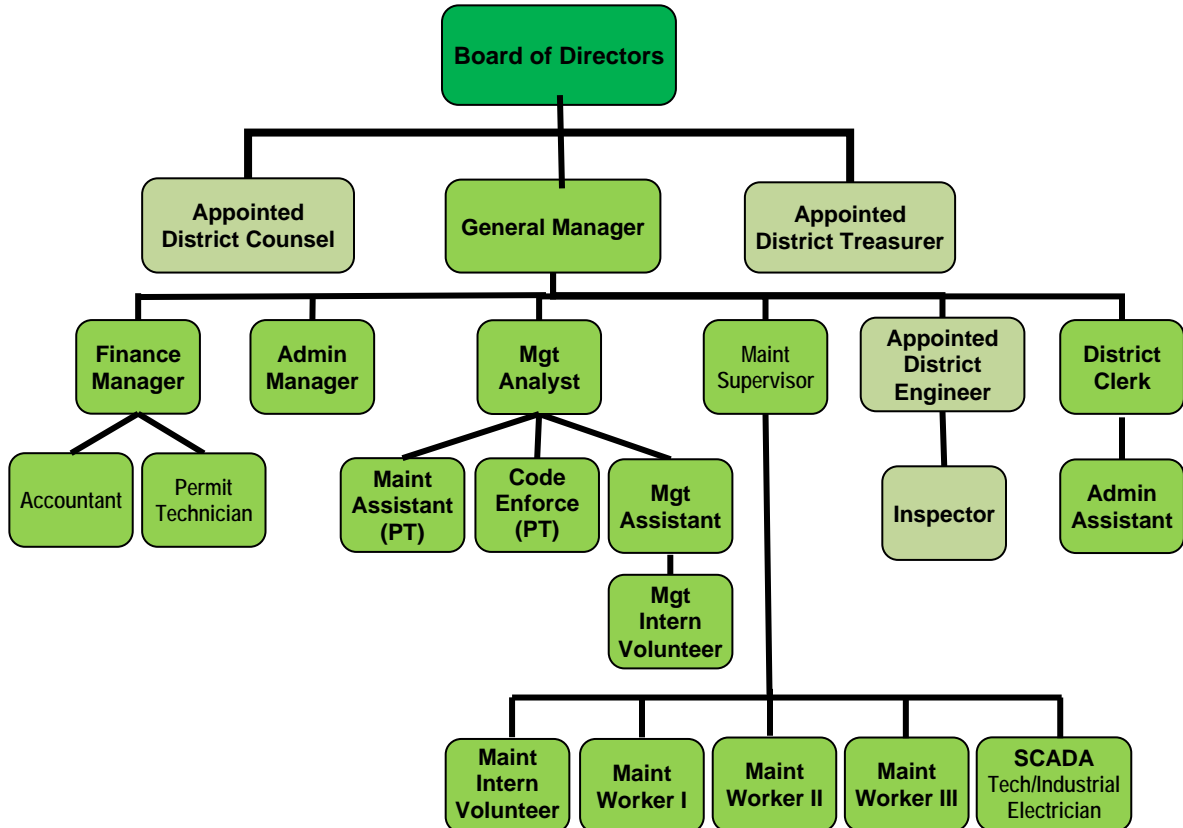 Board of Directors
Appointed
District Counsel
General Manager
Appointed
District Treasurer
Finance
Manager
Admin
Manager
Mgt
Analyst
Maint
Supervisor
Appointed
District
Engineer
District
Clerk
Accountant
Permit
Technician
Maint
Assistant
(PT)
Code
Enforce
(PT)
Mgt
Assistant
Inspector
Admin
Assistant
Mgt
Intern
Volunteer
Maint
Intern
Volunteer
Maint
Worker I
Maint
Worker II
Maint
Worker III
SCADA
Tech/Industrial
Electrician